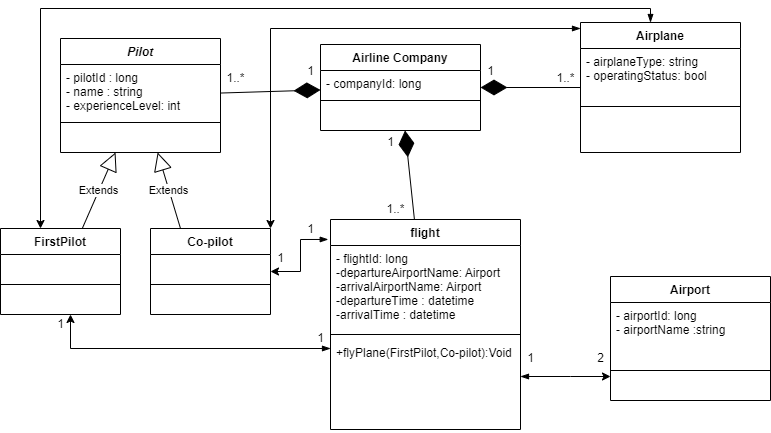 Pilot
- pilotId : long
- name : string
- experienceLevel: int
1..*
1
Airline Company
- companyId: long
1
1..*
Airplane
- airplaneType: string
- operatingStatus: bool
1
1..*
Extends
Extends
FirstPilot
Co-pilot
1
1
1
1
flight
- flightId: long
-departureAirportName: Airport
-arrivalAirportName: Airport
-departureTime : datetime
-arrivalTime : datetime
+flyPlane(FirstPilot,Co-pilot):Void
1
2
Airport
- airportId: long
- airportName :string